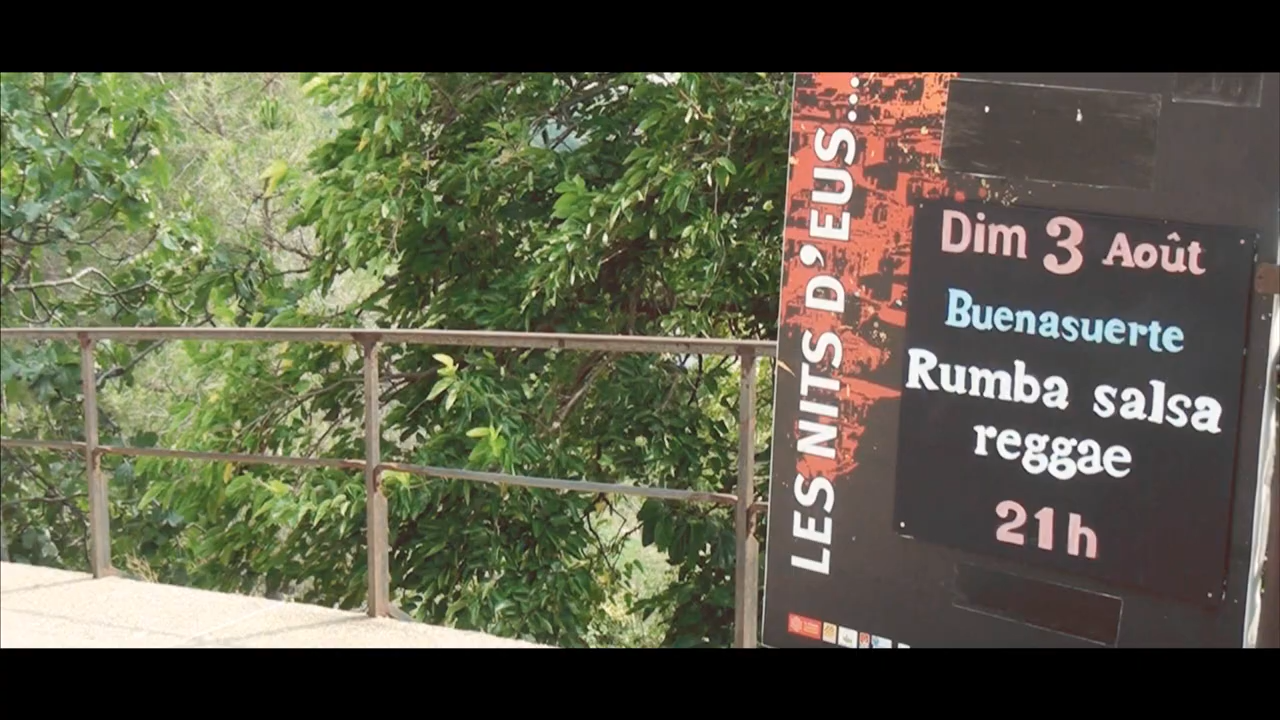 LES NITS D'EUS...
Dim 3 Août
Buenasuerte
Rumba salsa
reggae
21h